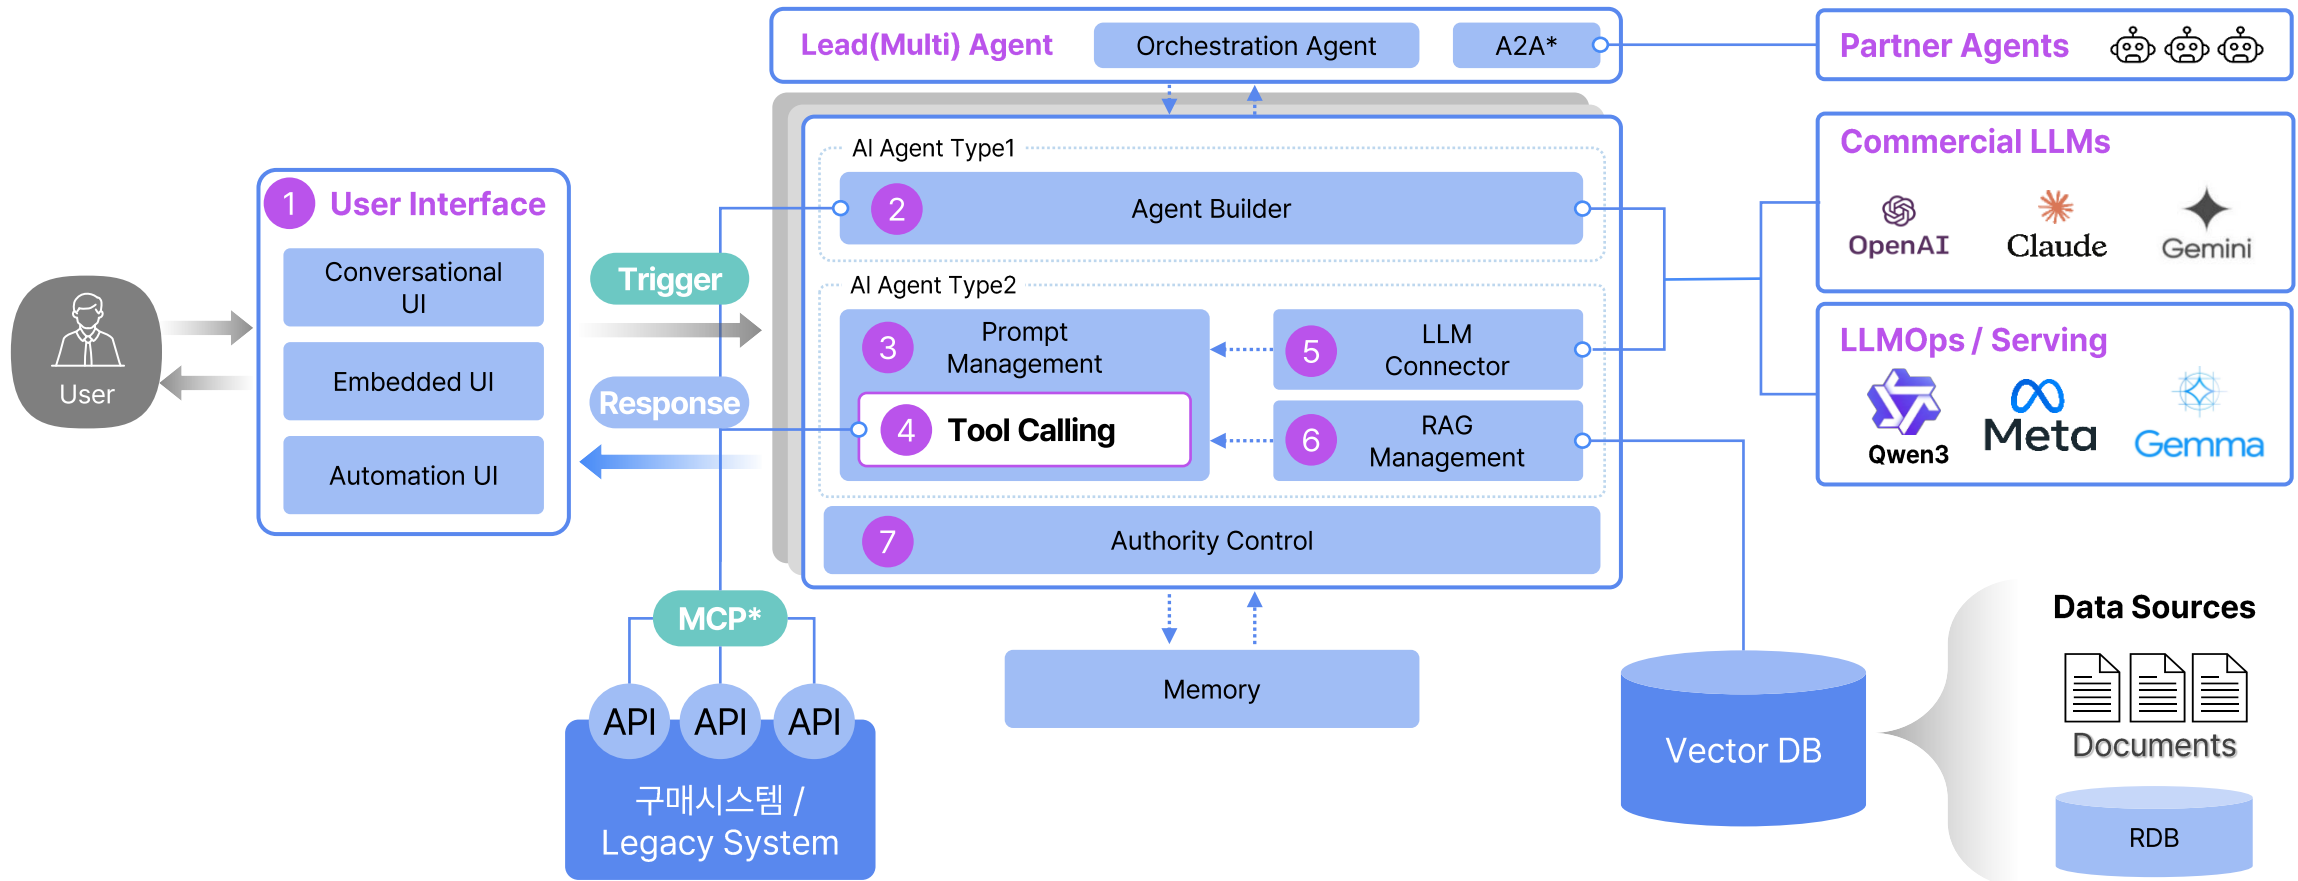 Lead(Multi) Agent
Orchestration Agent
A2A*
Partner Agents
AI Agent Type1
2
Agent Builder
Commercial LLMs
OpenAI
Claude
Gemini
1
User Interface
Conversational
UI
Embedded UI
Automation UI
User
Trigger
Response
AI Agent Type2
3
Prompt
Management
4
Tool Calling
5
LLM
Connector
6
RAG
Management
7
Authority Control
LLMOps / Serving
Qwen3
Meta
Gemma
MCP*
API
API
API
구매시스템 /
Legacy System
Memory
Vector DB
Data Sources
Documents
RDB